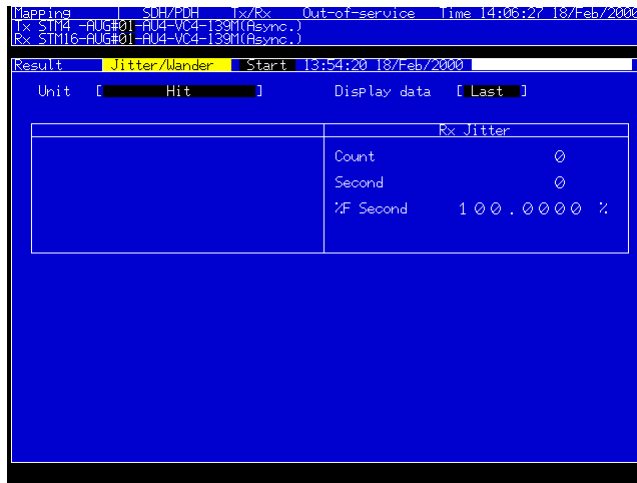 Mapping SDH/PDH Tx/Rx Out-of-service Time 14:06:27 18/Feb/2000
Tx STM4 -AUG#01-AU4-VC4-139M(Async.)
Rx STM16-AUG#01-AU4-VC4-139M(Async.)
Result Jitter/Wander Start 13:54:20 18/Feb/2000
Unit [ Hit ] Display data [ Last ]
Rx Jitter
Count 0
Second 0
%F Second 100.0000 %